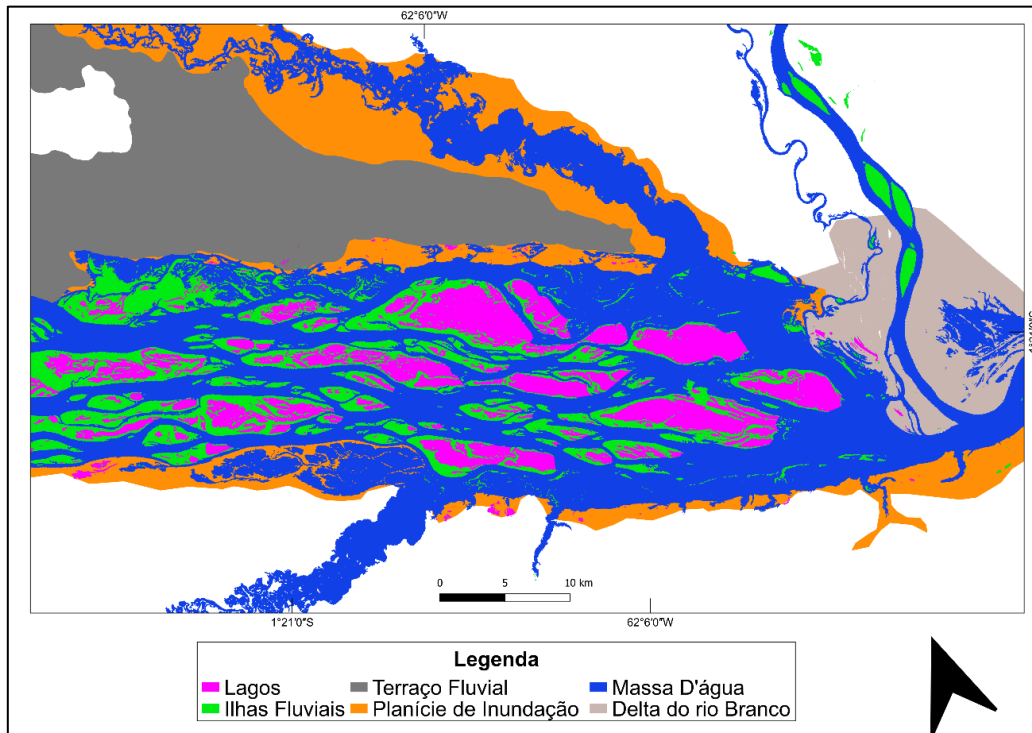 62°6'0"W
0 5 10 km
1°21'0"S 62°6'0"W
Legenda
Lagos Terraço Fluvial Massa D'água
Ilhas Fluviais Planície de Inundação Delta do rio Branco